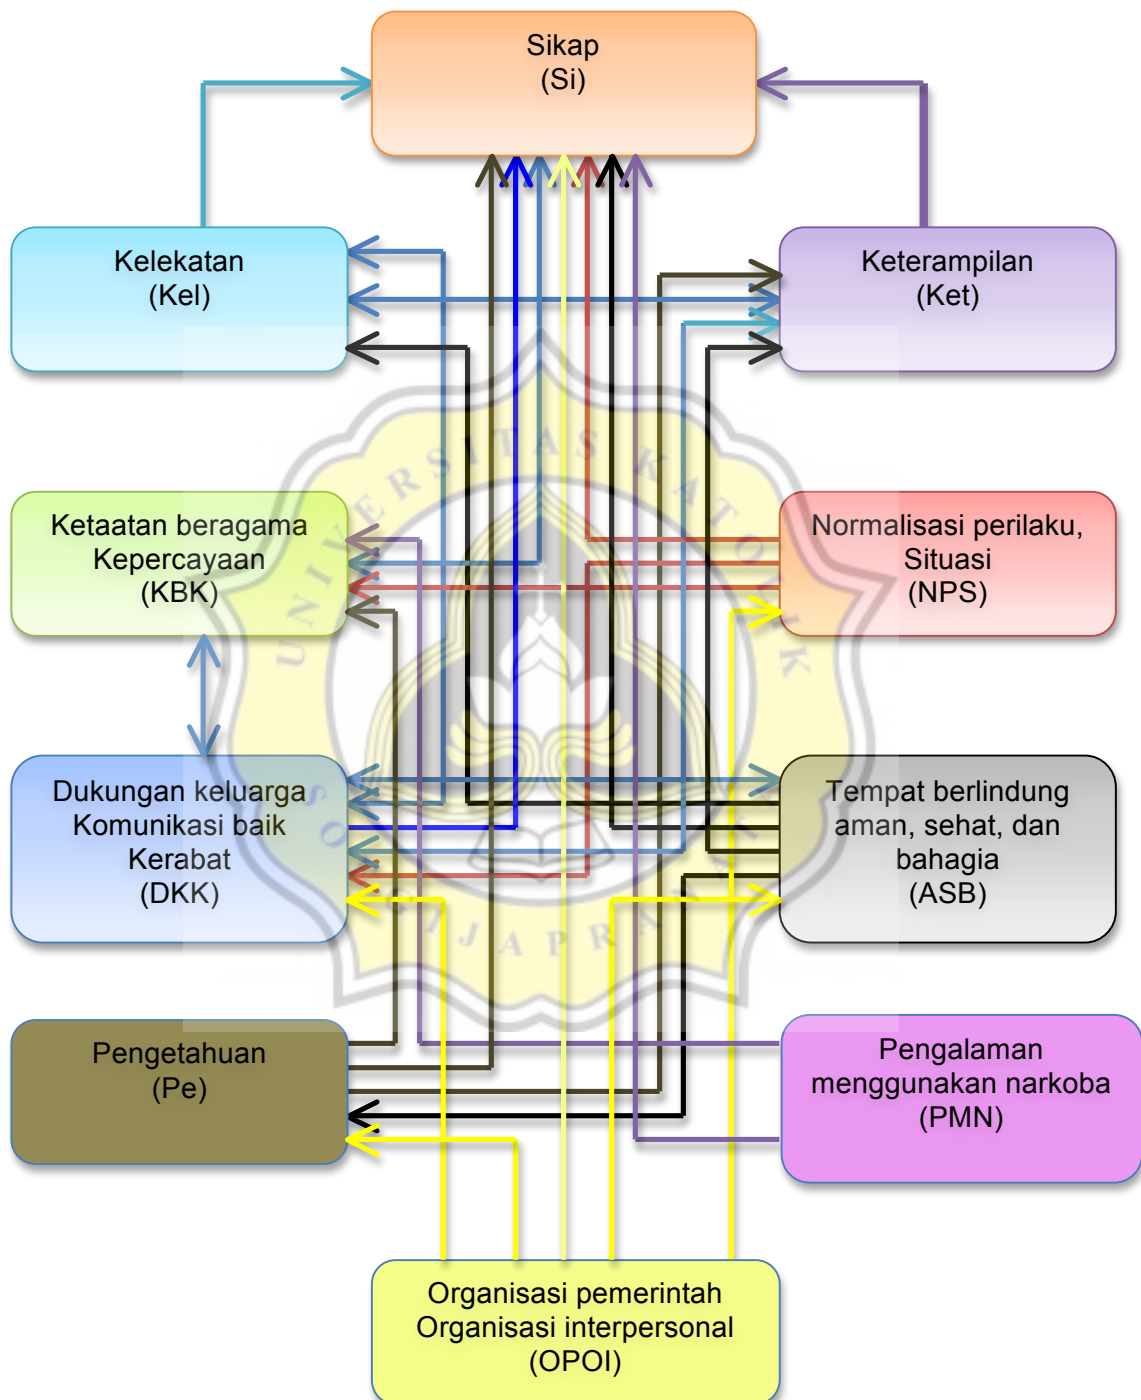 Sikap
(Si)
Kelekatan
(Kel)
Keterampilan
(Ket)
Ketaatan beragama
Kepercayaan
(KBK)
Normalisasi perilaku,
Situasi
(NPS)
Dukungan keluarga
Komunikasi baik
Kerabat
(DKK)
Tempat berlindung
aman, sehat, dan
bahagia
(ASB)
Pengetahuan
(Pe)
Pengalaman
menggunakan narkoba
(PMN)
Organisasi pemerintah
Organisasi interpersonal
(OPOI)
UNIVERSITAS KATOLIK